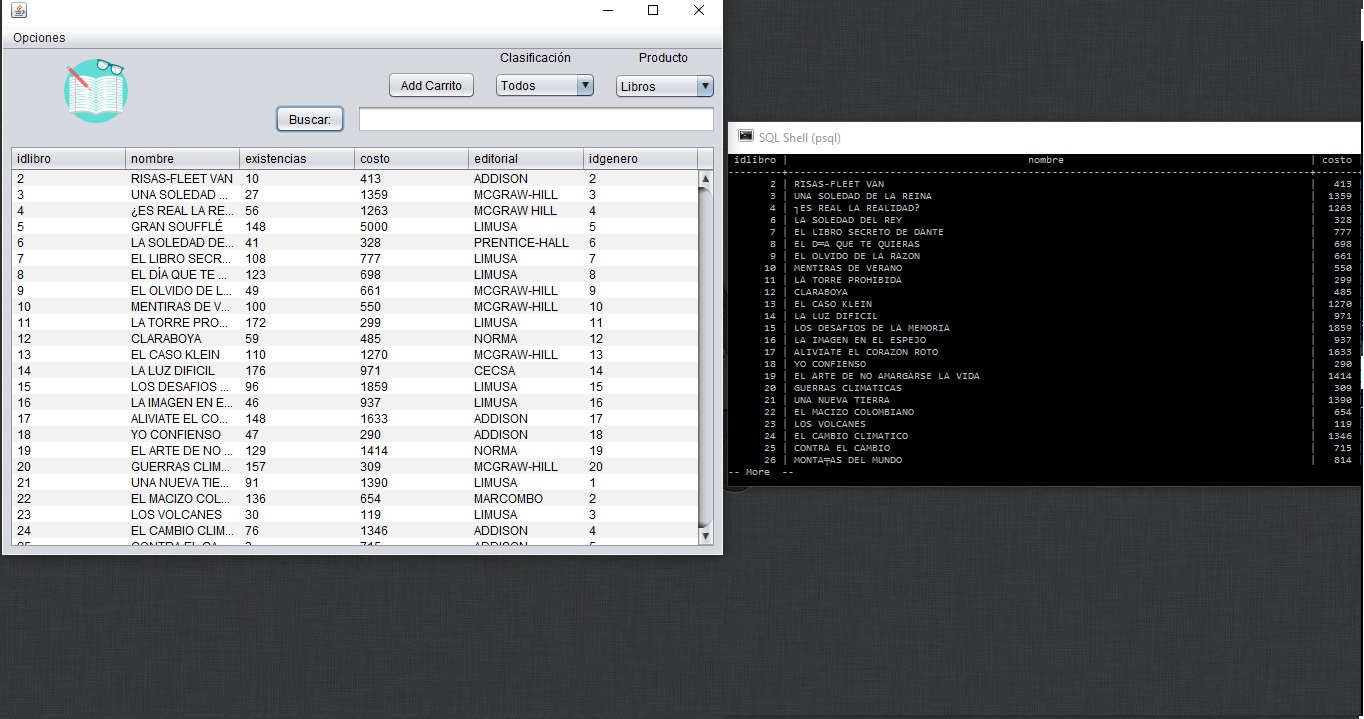 Opciones
Clasificación Producto
Add Carrito Todos Libros
Buscar:
idlibro nombre existencias costo editorial idgenero
2 RISAS-FLEET VAN 10 413 ADDISON 2
3 UNA SOLEDAD ... 27 1359 MCGRAW-HILL 3
4 ¿ES REAL LA RE... 56 1263 MCGRAW HILL 4
5 GRAN SOUFFLÉ 148 5000 LIMUSA 5
6 LA SOLEDAD DE... 41 328 PRENTICE-HALL 6
7 EL LIBRO SECR... 108 777 LIMUSA 7
8 EL DÍA QUE TE ... 123 698 LIMUSA 8
9 EL OLVIDO DE L... 49 661 MCGRAW-HILL 9
10 MENTIRAS DE V... 100 550 MCGRAW-HILL 10
11 LA TORRE PRO... 172 299 LIMUSA 11
12 CLARABOYA 59 485 NORMA 12
13 EL CASO KLEIN 110 1270 MCGRAW-HILL 13
14 LA LUZ DIFICIL 176 971 CECSA 14
15 LOS DESAFIOS ... 96 1859 LIMUSA 15
16 LA IMAGEN EN E... 46 937 LIMUSA 16
17 ALIVIATE EL CO... 148 1633 ADDISON 17
18 YO CONFIENSO 47 290 ADDISON 18
19 EL ARTE DE NO ... 129 1414 NORMA 19
20 GUERRAS CLIM... 157 309 MCGRAW-HILL 20
21 UNA NUEVA TIE... 91 1390 LIMUSA 1
22 EL MACIZO COL... 136 654 MARCOMBO 2
23 LOS VOLCANES 30 119 LIMUSA 3
24 EL CAMBIO CLIM... 76 1346 ADDISON 4
SQL Shell (psql)
idlibro | nombre | costo
2 | RISAS-FLEET VAN | 413
3 | UNA SOLEDAD DE LA REINA | 1359
4 | ┐ES REAL LA REALIDAD? | 1263
6 | LA SOLEDAD DEL REY | 328
7 | EL LIBRO SECRETO DE DANTE | 777
8 | EL D═A QUE TE QUIERAS | 698
9 | EL OLVIDO DE LA RAZON | 661
10 | MENTIRAS DE VERANO | 550
11 | LA TORRE PROHIBIDA | 299
12 | CLARABOYA | 485
13 | EL CASO KLEIN | 1270
14 | LA LUZ DIFICIL | 971
15 | LOS DESAFIOS DE LA MEMORIA | 1859
16 | LA IMAGEN EN EL ESPEJO | 937
17 | ALIVIATE EL CORAZON ROTO | 1633
18 | YO CONFIENSO | 290
19 | EL ARTE DE NO AMARGARSE LA VIDA | 1414
20 | GUERRAS CLIMATICAS | 309
21 | UNA NUEVA TIERRA | 1390
22 | EL MACIZO COLOMBIANO | 654
23 | LOS VOLCANES | 119
24 | EL CAMBIO CLIMATICO | 1346
25 | CONTRA EL CAMBIO | 715
26 | MONTA╤AS DEL MUNDO | 814
-- More --